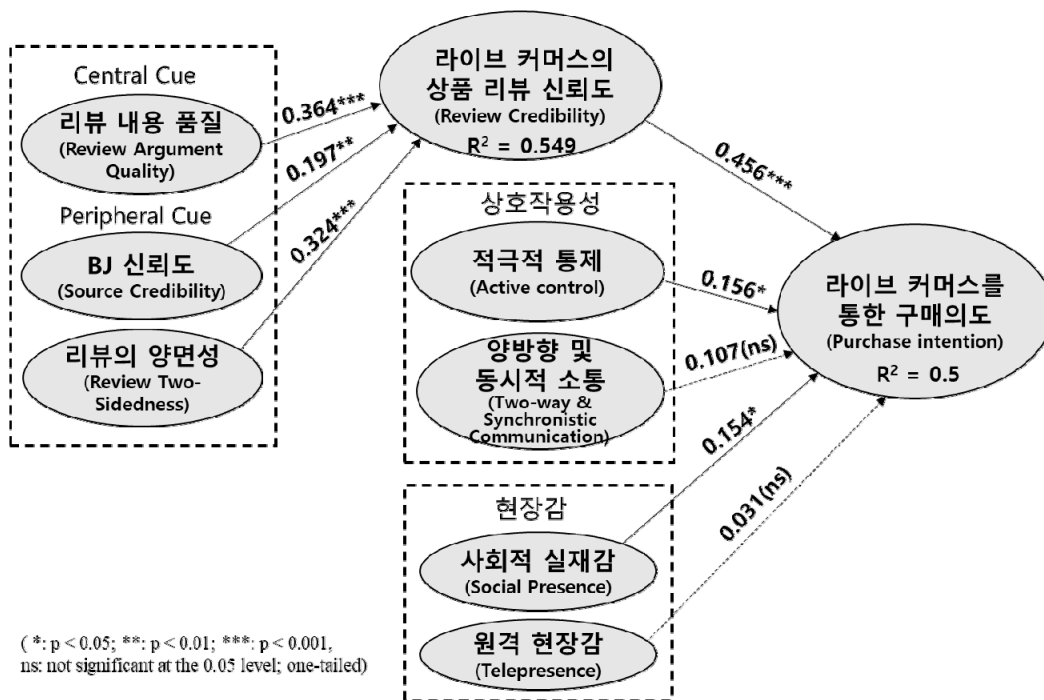 Central Cue
리뷰 내용 품질
(Review Argument
Quality)
Peripheral Cue
BJ 신뢰도
(Source Credibility)
리뷰의 양면성
(Review Two-
Sidedness)
0.364***
0.197**
0.324***
라이브 커머스의
상품 리뷰 신뢰도
(Review Credibility)
R² = 0.549
상호작용성
적극적 통제
(Active control)
양방향 및
동시적 소통
(Two-way &
Synchronistic
Communication)
현장감
사회적 실재감
(Social Presence)
원격 현장감
(Telepresence)
0.456***
0.156*
0.107(ns)
0.154*
0.031(ns)
라이브 커머스를
통한 구매의도
(Purchase intention)
R² = 0.5
( *: p < 0.05; **: p < 0.01; ***: p < 0.001,
ns: not significant at the 0.05 level; one-tailed)